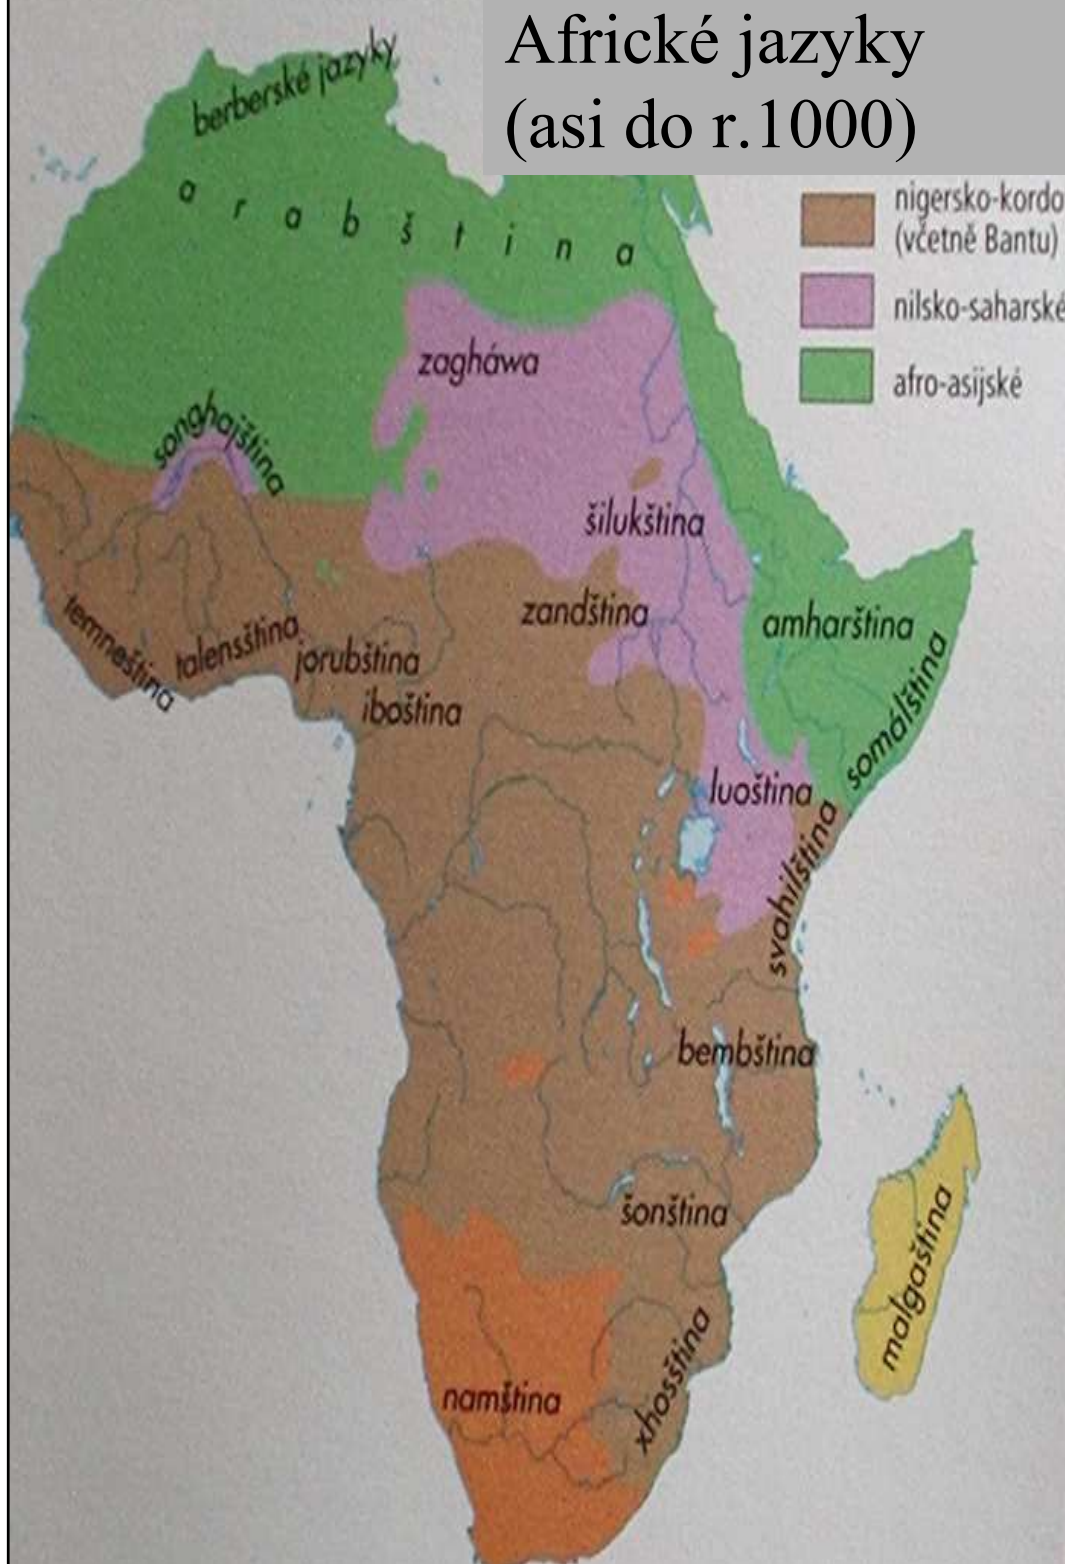 Africké jazyky
(asi do r.1000)
nigersko-kordo
(včetně Bantu)
nilsko-saharské
afro-asijské
berberské jazyky
arabština
zagháwa
songhajština
šilukština
zandština
amharština
temneština
talensština
jorubština
iboština
somálština
luoština
svahilština
bembština
šonština
malgaština
xhosština
namština